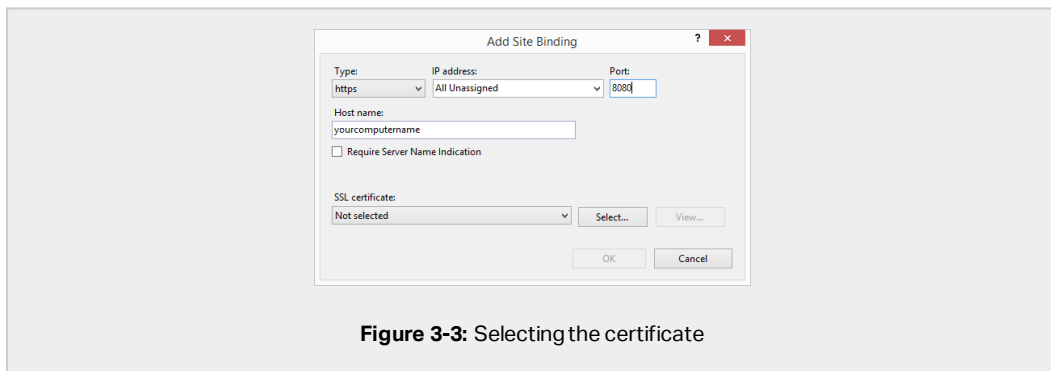 Add Site Binding
?
Type: IP address: Port:
https All Unassigned 8080
Host name:
yourcomputername
Require Server Name Indication
SSL certificate:
Not selected Select... View...
OK Cancel
Figure 3-3: Selecting the certificate